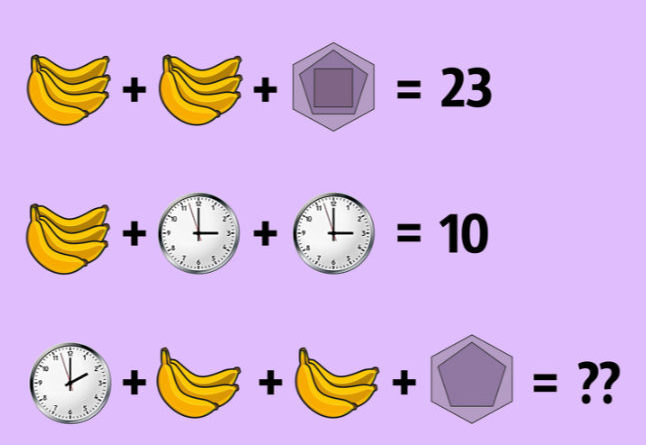 + + = 23
+ + = 10
+ + + = ??